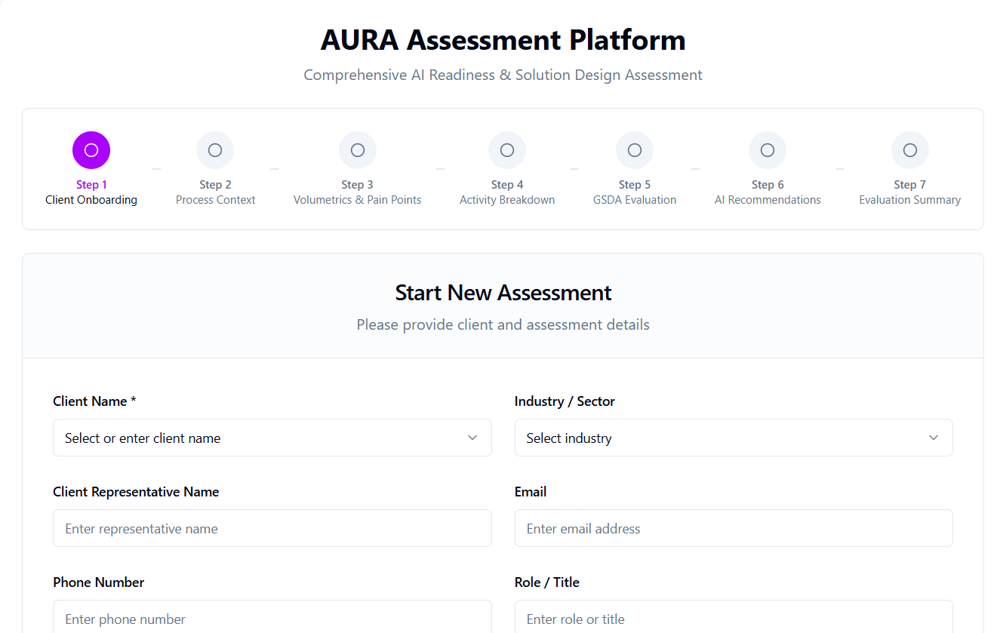 AURA Assessment Platform
Comprehensive AI Readiness & Solution Design Assessment
Step 1
Client Onboarding
Step 2
Process Context
Step 3
Volumetrics & Pain Points
Step 4
Activity Breakdown
Step 5
GSDA Evaluation
Step 6
AI Recommendations
Step 7
Evaluation Summary
Start New Assessment
Please provide client and assessment details
Client Name *
Select or enter client name
Industry / Sector
Select industry
Client Representative Name
Enter representative name
Email
Enter email address
Phone Number
Enter phone number
Role / Title
Enter role or title